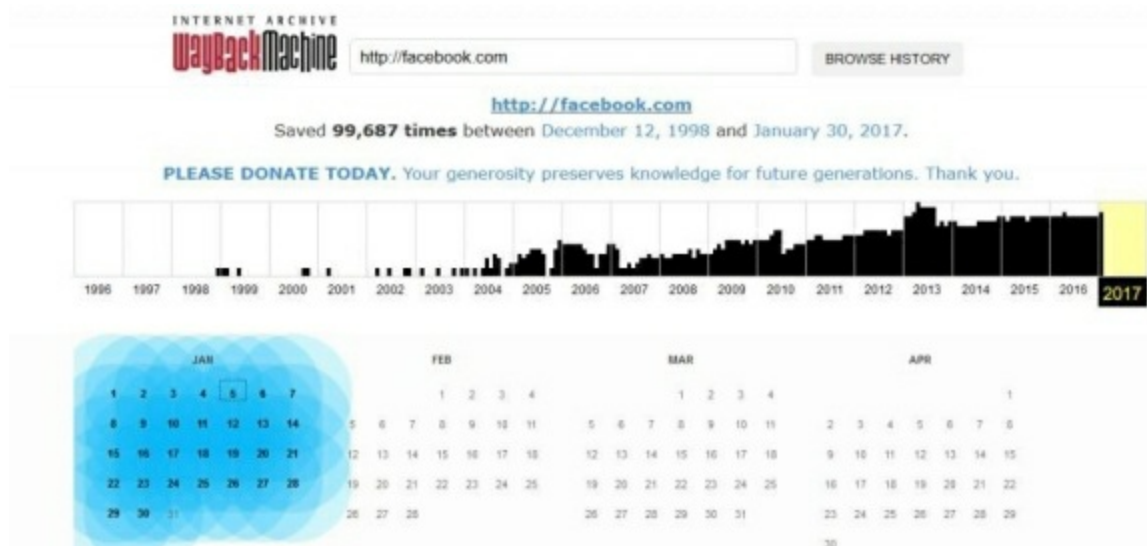 INTERNET ARCHIVE
WayBackMachine
http://facebook.com
BROWSE HISTORY
http://facebook.com
Saved 99,687 times between December 12, 1998 and January 30, 2017.
PLEASE DONATE TODAY. Your generosity preserves knowledge for future generations. Thank you.
1996 1997 1998 1999 2000 2001 2002 2003 2004 2005 2006 2007 2008 2009 2010 2011 2012 2013 2014 2015 2016 2017
JAN FEB MAR APR
1 2 3 4 5 6 7 1 2 3 4 1 2 3 4 1
8 9 10 11 12 13 14 5 6 7 8 9 10 11 5 6 7 8 9 10 11 2 3 4 5 6 7 8
15 16 17 18 19 20 21 12 13 14 15 16 17 18 12 13 14 15 16 17 18 9 10 11 12 13 14 15
22 23 24 25 26 27 28 19 20 21 22 23 24 25 19 20 21 22 23 24 25 16 17 18 19 20 21 22
29 30 31 26 27 28 26 27 28 29 30 31 23 24 25 26 27 28 29
30